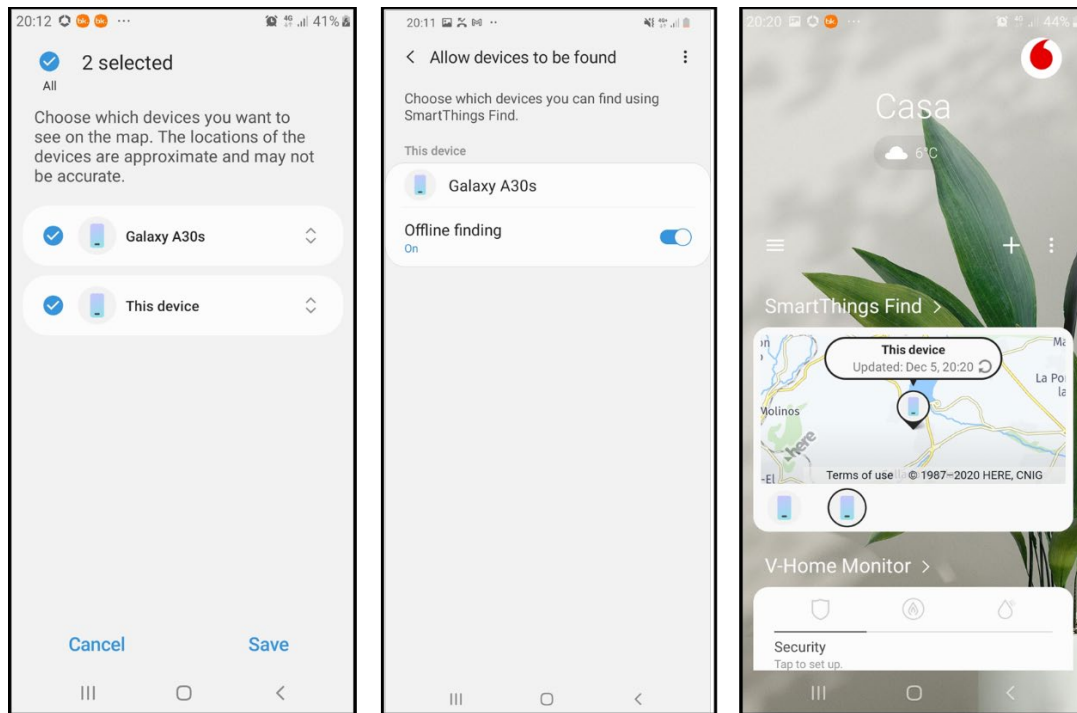 20:12
41%
2 selected
All
Choose which devices you want to
see on the map. The locations of the
devices are approximate and may not
be accurate.
Galaxy A30s
This device
Cancel
Save
20:11
Allow devices to be found
Choose which devices you can find using
SmartThings Find.
This device
Galaxy A30s
Offline finding
On
20:20
44%
Casa
6°C
SmartThings Find >
This device
Updated: Dec 5, 20:20
La Po
la
Molinos
here
-El
Terms of use © 1987–2020 HERE, CNIG
V-Home Monitor >
Security
Tap to set up.